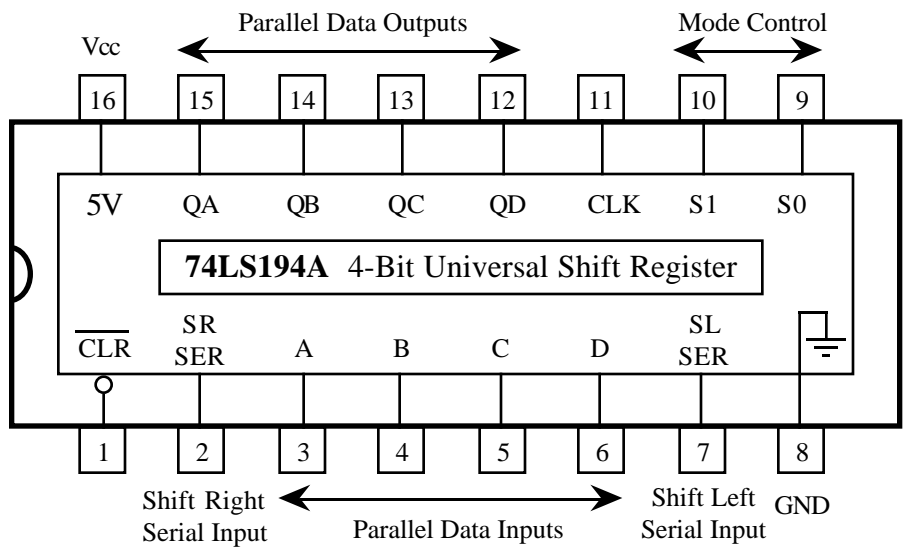 Parallel Data Outputs
Mode Control
Vcc
16 15 14 13 12 11 10 9
5V QA QB QC QD CLK S1 S0
74LS194A 4-Bit Universal Shift Register
SR SL
CLR SER A B C D SER
1 2 3 4 5 6 7 8
Shift Right Shift Left GND
Serial Input Parallel Data Inputs Serial Input